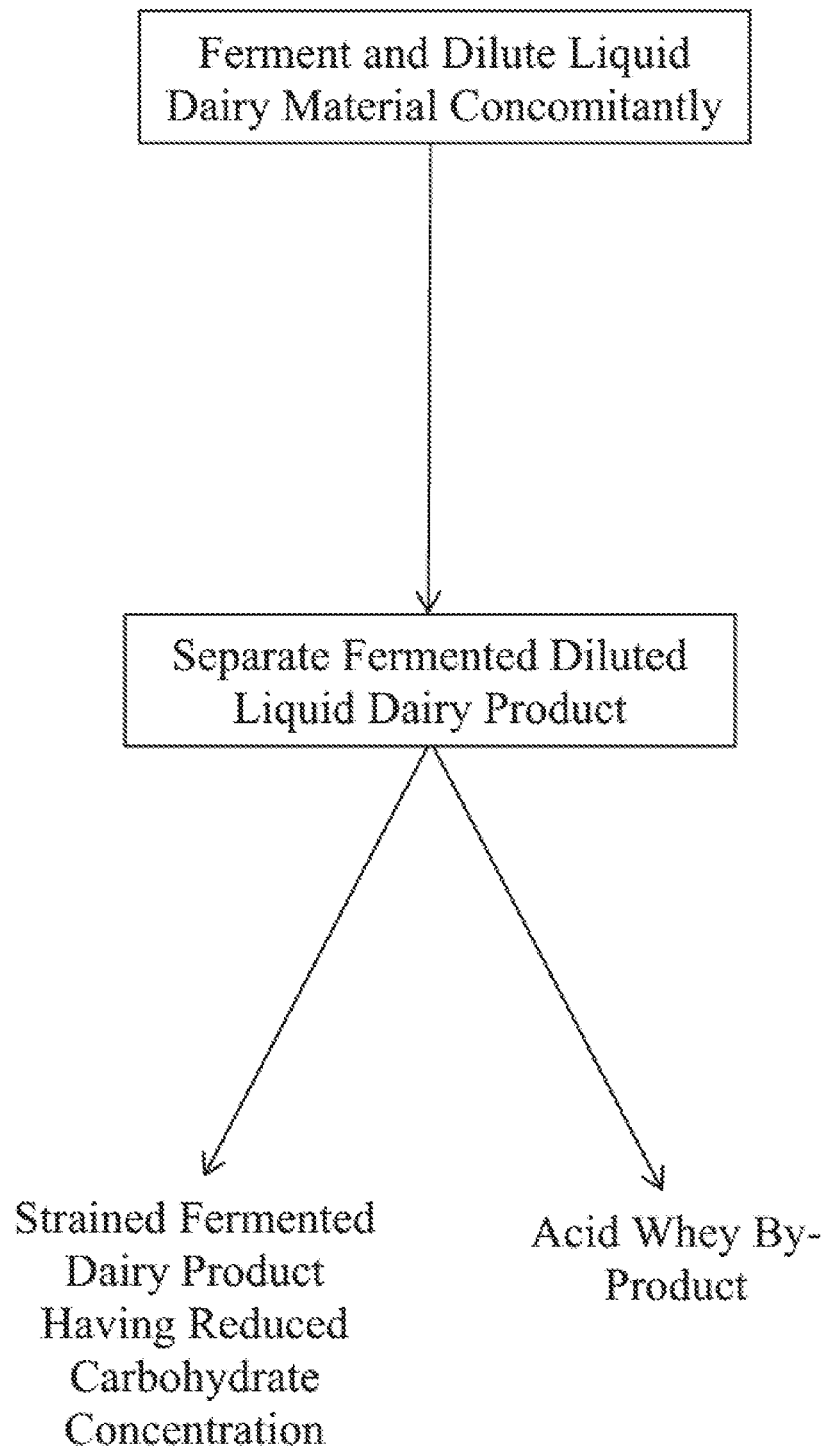 Ferment and Dilute Liquid
Dairy Material Concomitantly
Separate Fermented Diluted
Liquid Dairy Product
Strained Fermented
Dairy Product
Having Reduced
Carbohydrate
Concentration
Acid Whey By-
Product